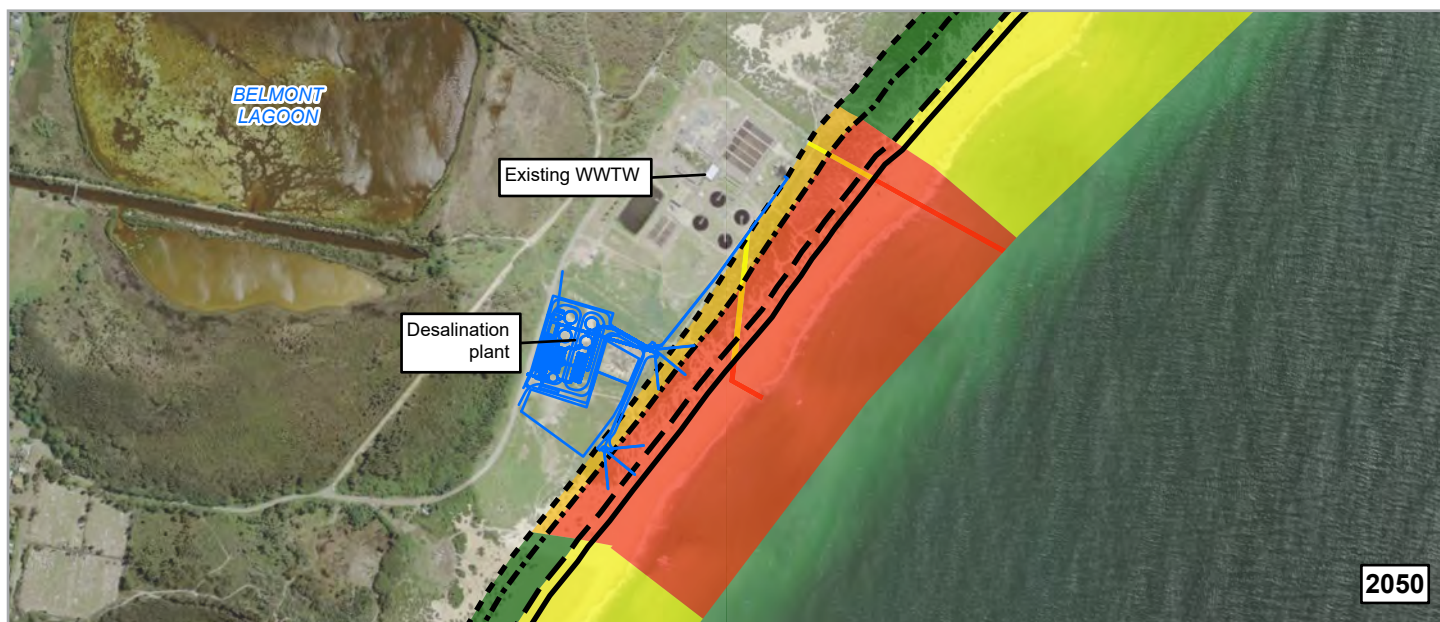 BELMONT
LAGOON
Existing WWTW
Desalination
plant
2050